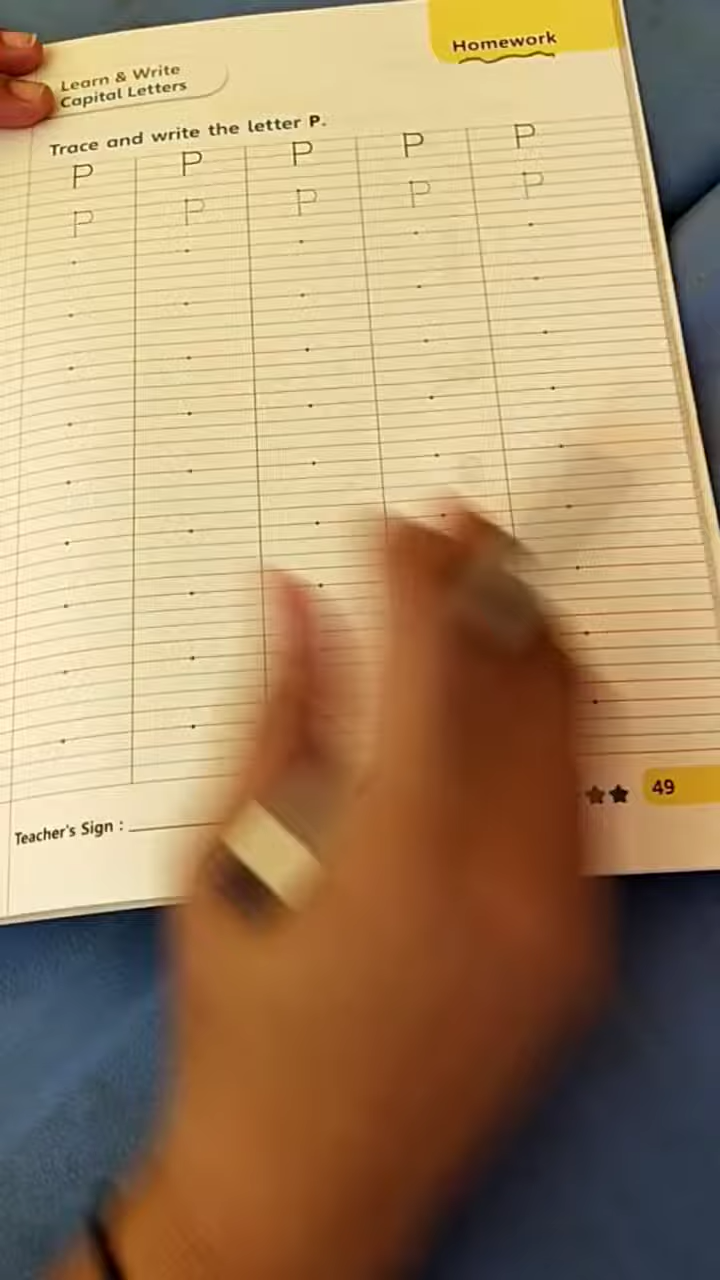 Homework
Learn & Write
Capital Letters
Trace and write the letter P.
P P P P P
P P P P P
Teacher's Sign :
49